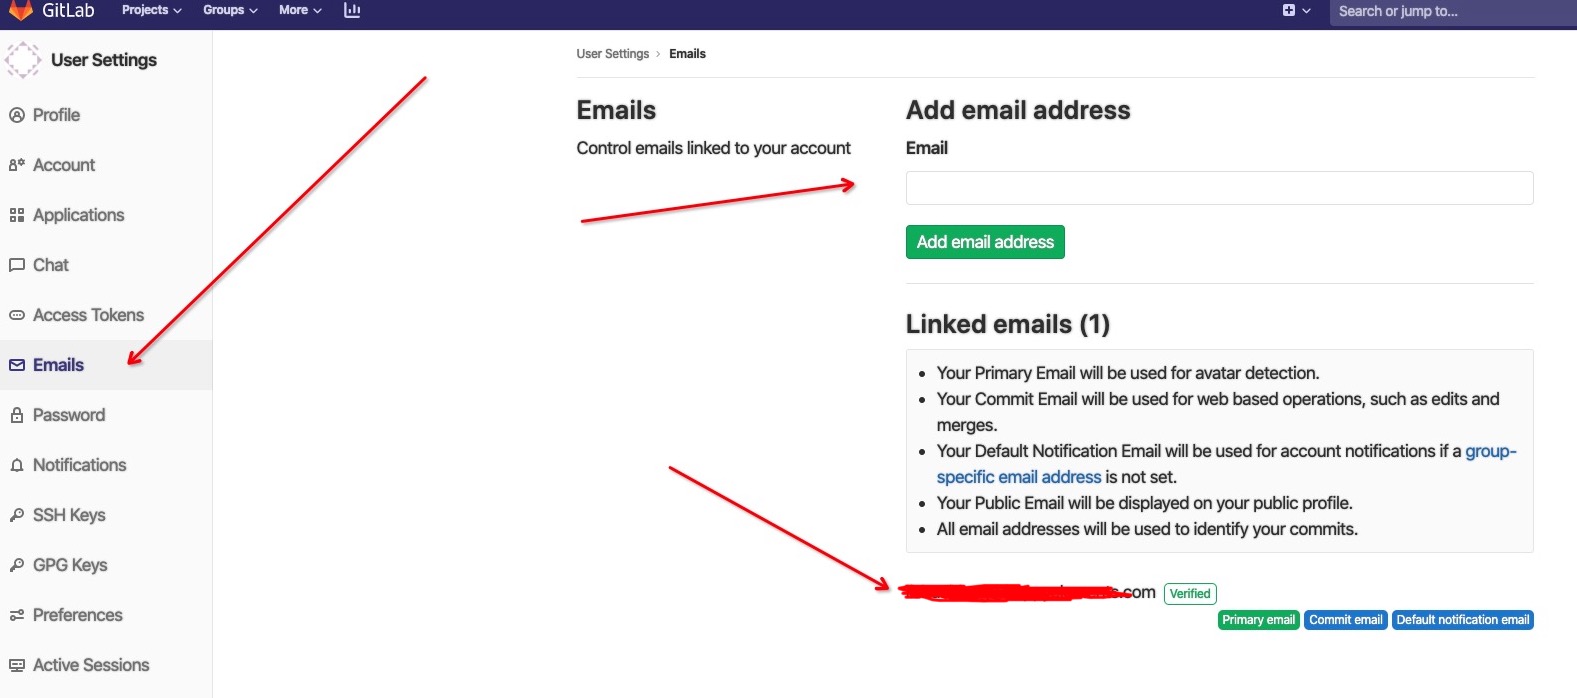 GitLab
Projects
Groups
More
Search or jump to...
User Settings
Profile
Account
Applications
Chat
Access Tokens
Emails
Password
Notifications
SSH Keys
GPG Keys
Preferences
Active Sessions
User Settings › Emails
Emails
Control emails linked to your account
Add email address
Email
Add email address
Linked emails (1)
Your Primary Email will be used for avatar detection.
Your Commit Email will be used for web based operations, such as edits and
merges.
Your Default Notification Email will be used for account notifications if a group-
specific email address is not set.
Your Public Email will be displayed on your public profile.
All email addresses will be used to identify your commits.
.com Verified
Primary email Commit email Default notification email